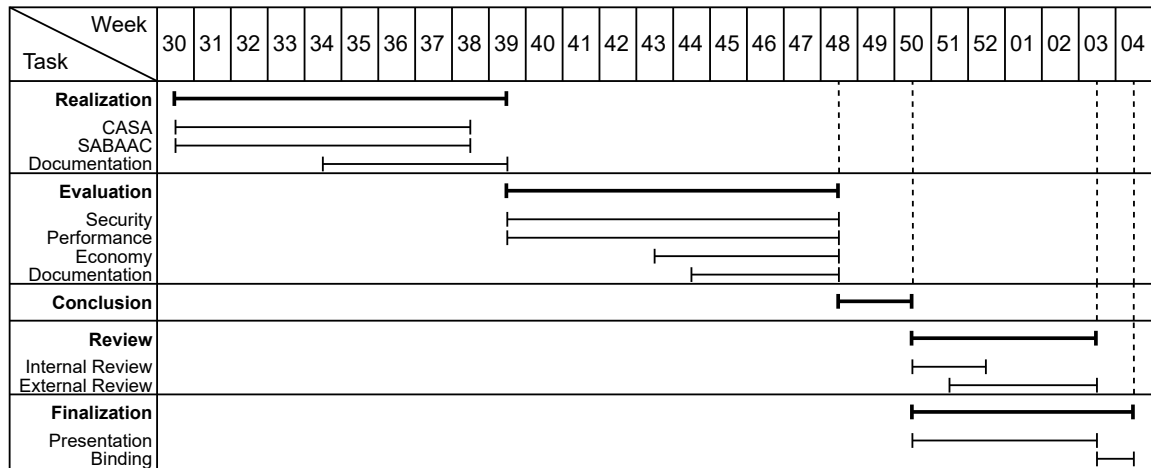 Week
Task
30 31 32 33 34 35 36 37 38 39 40 41 42 43 44 45 46 47 48 49 50 51 52 01 02 03 04
Realization
CASA
SABAAC
Documentation
Evaluation
Security
Performance
Economy
Documentation
Conclusion
Review
Internal Review
External Review
Finalization
Presentation
Binding